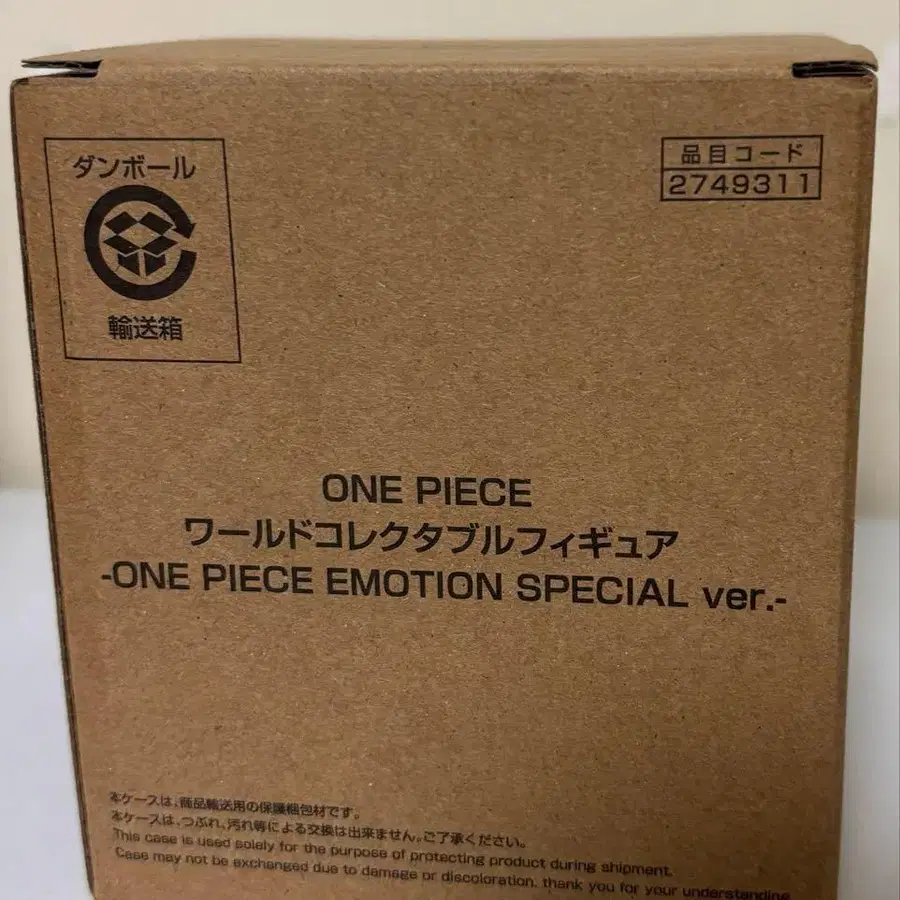 ダンボール
輸送箱
品目コード
2749311
ONE PIECE
ワールドコレクタブルフィギュア
-ONE PIECE EMOTION SPECIAL ver.-
本ケースは、商品輸送用の保護梱包材です。
本ケースは、つぶれ、汚れ等による交換は出来ません。ご了承ください。
This case is used solely for the purpose of protecting product during shipment.
Case may not be exchanged due to damage or discoloration, thank you for your understanding